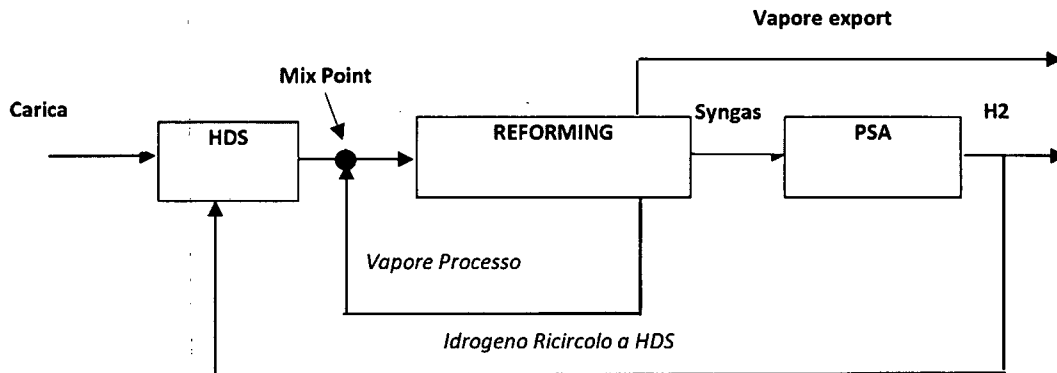 Vapore export
Mix Point
Carica
HDS
REFORMING
Syngas
PSA
H2
Vapore Processo
Idrogeno Ricircolo a HDS